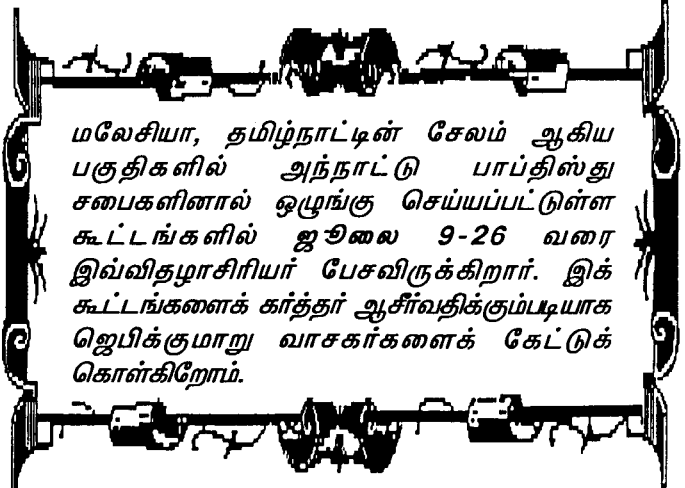 மலேசியா, தமிழ்நாட்டின் சேலம் ஆகிய
பகுதிகளில் அந்நாட்டு பாப்திஸ்து
சபைகளினால் ஒழுங்கு செய்யப்பட்டுள்ள
கூட்டங்களில் ஜூலை 9-26 வரை
இவ்விதழாசிரியர் பேசவிருக்கிறார். இக்
கூட்டங்களைக் கர்த்தர் ஆசீர்வதிக்கும்படியாக
ஜெபிக்குமாறு வாசகர்களைக் கேட்டுக்
கொள்கிறோம்.